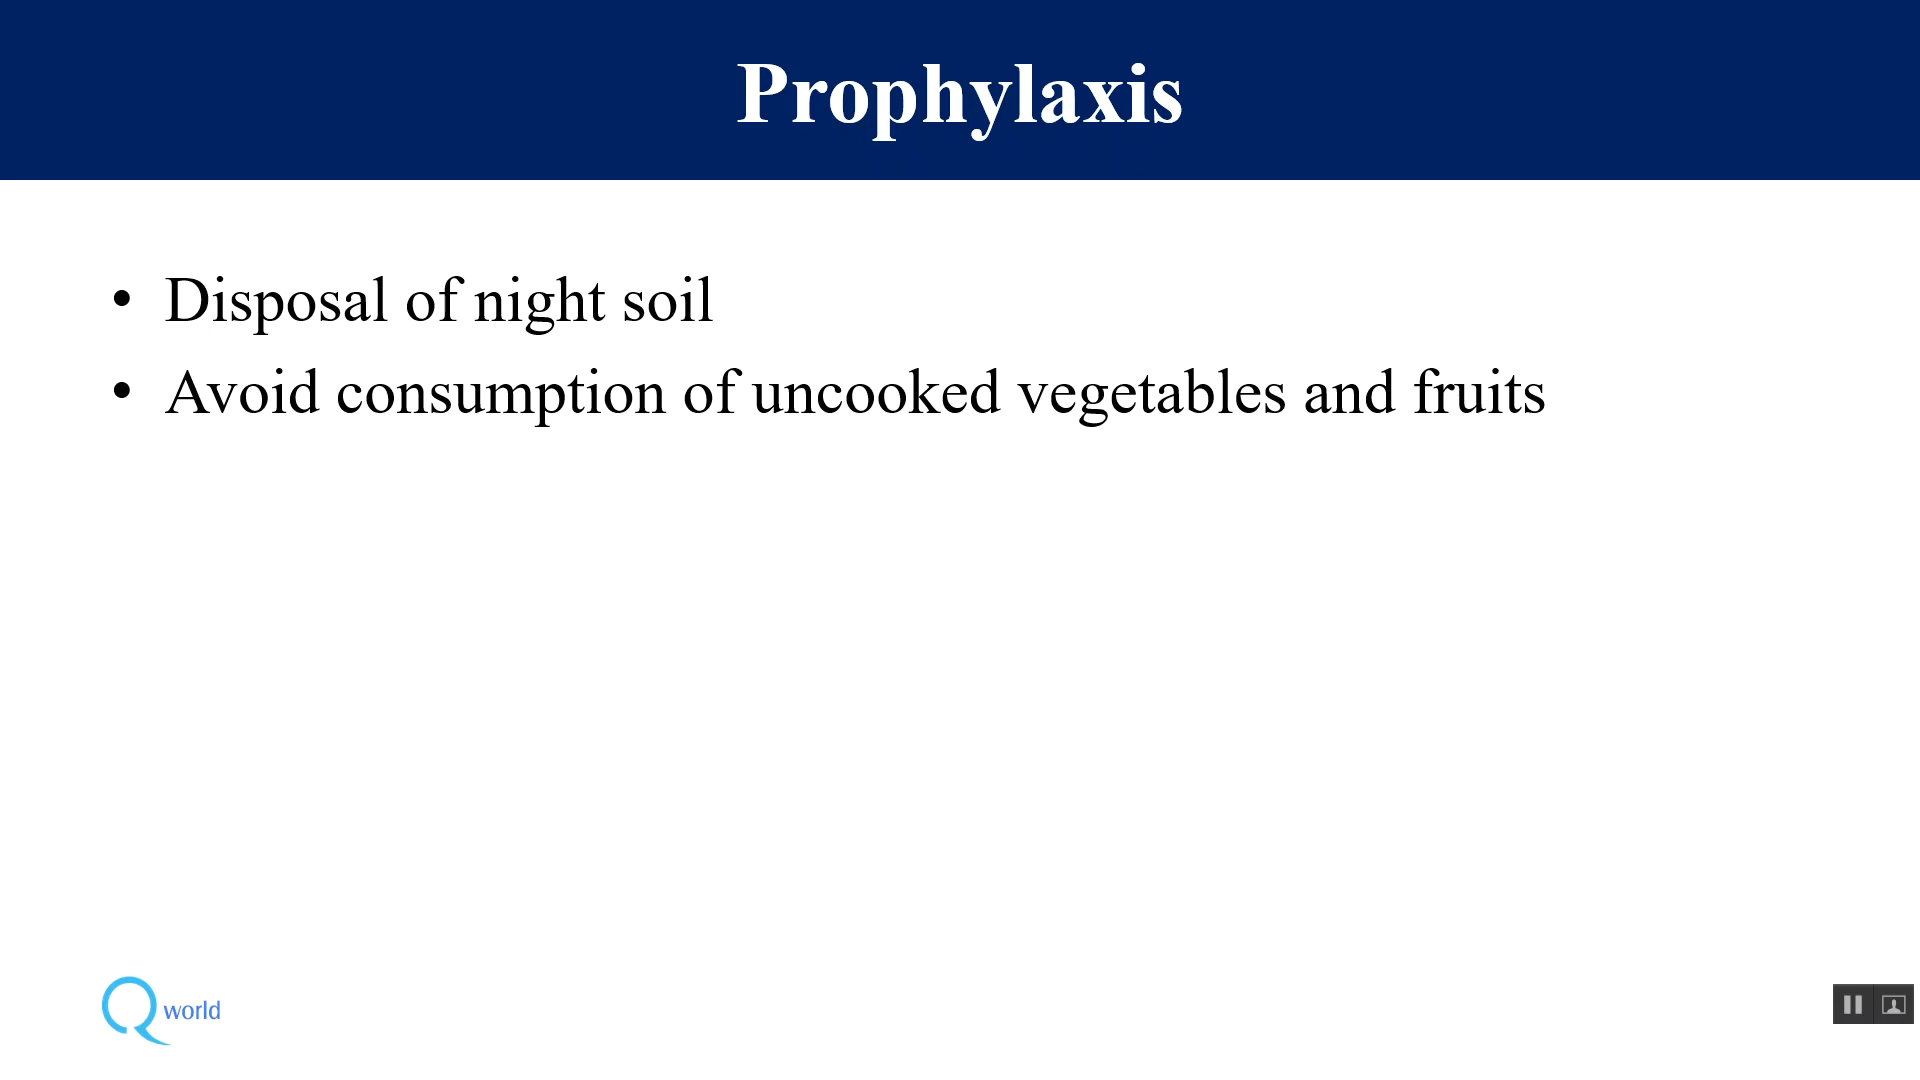 Prophylaxis
• Disposal of night soil
• Avoid consumption of uncooked vegetables and fruits
Q world